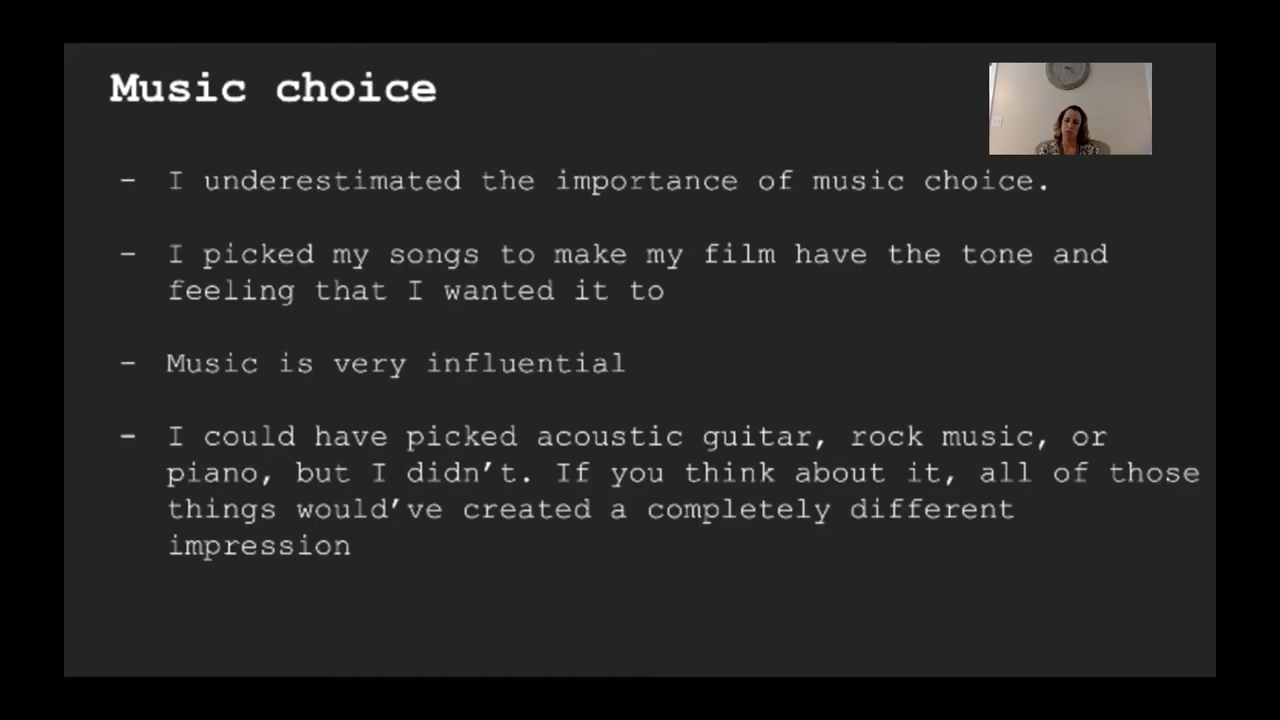 Music choice
- I underestimated the importance of music choice.
- I picked my songs to make my film have the tone and
feeling that I wanted it to
- Music is very influential
- I could have picked acoustic guitar, rock music, or
piano, but I didn’t. If you think about it, all of those
things would’ve created a completely different
impression